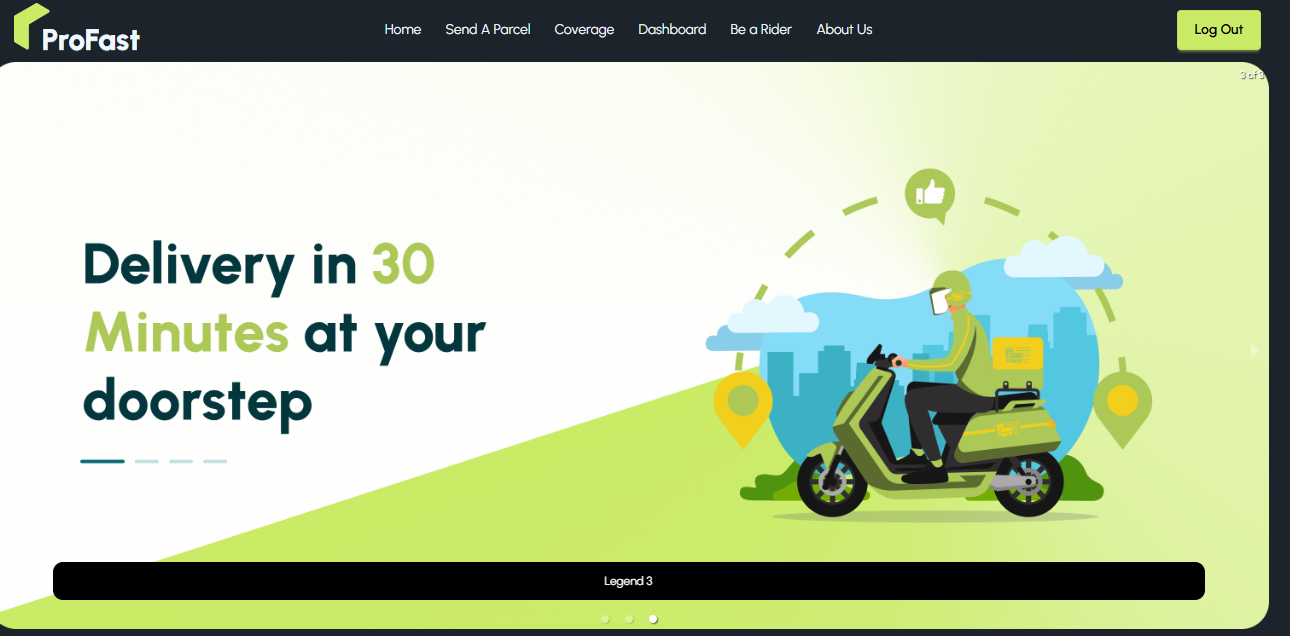 ProFast
Home
Send A Parcel
Coverage
Dashboard
Be a Rider
About Us
Log Out
3 of 3
Delivery in 30
Minutes at your
doorstep
Legend 3